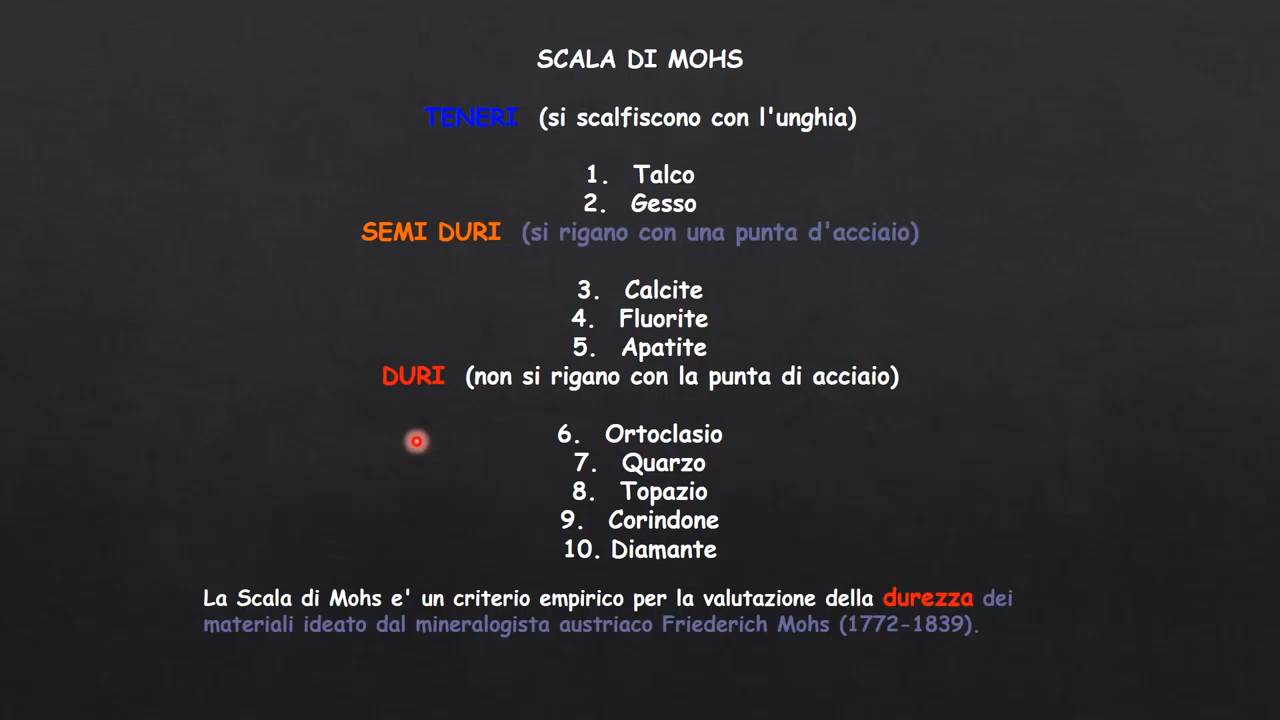 SCALA DI MOHS
TENERI (si scalfiscono con l'unghia)
1. Talco
2. Gesso
SEMI DURI (si rigano con una punta d'acciaio)
3. Calcite
4. Fluorite
5. Apatite
DURI (non si rigano con la punta di acciaio)
6. Ortoclasio
7. Quarzo
8. Topazio
9. Corindone
10. Diamante
La Scala di Mohs e' un criterio empirico per la valutazione della durezza dei
materiali ideato dal mineralogista austriaco Friederich Mohs (1772-1839).